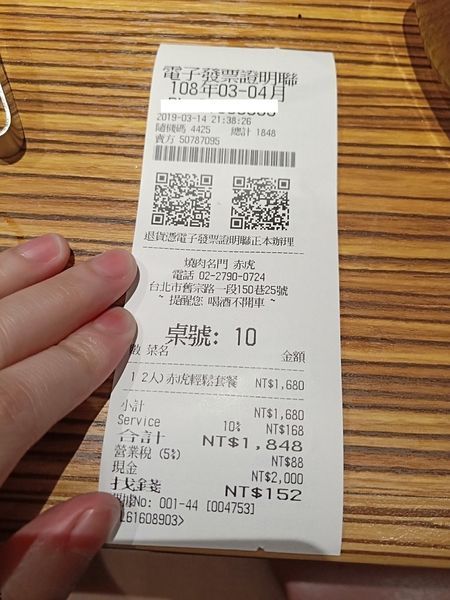 電子發票證明聯
108年03-04月
2019-03-14 21:38:26
隨機碼 4425 總計 1848
賣方 50787095
退貨憑電子發票證明聯正本辦理
燒肉名門 赤虎
電話 02-2790-0724
台北市舊宗路一段150巷25號
~ 提醒您 喝酒不開車 ~
桌號: 10
數 菜名 金額
1 2人)赤虎輕鬆套餐 NT$1,680
小計 NT$1,680
Service 10% NT$168
合計 NT$1,848
營業稅 (5%) NT$88
現金 NT$2,000
找錢 NT$152
No: 001-44 [004753]
61608903>